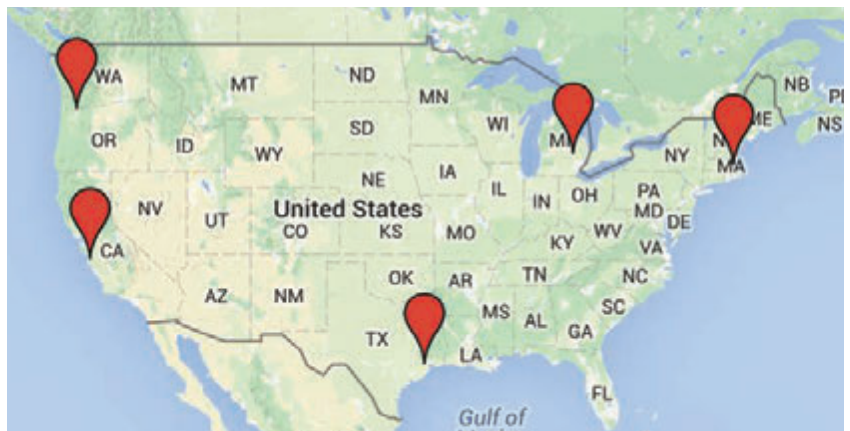 WA
MT
ND
MN
NB
PE
OR
ID
SD
WI
MI
ME
NS
WY
NY
MA
NE
IA
IL
IN
OH
PA
NV
UT
United States
MD
DE
CO
KS
MO
KY
WV
VA
CA
AZ
NM
OK
AR
TN
NC
TX
MS
AL
SC
LA
GA
FL
Gulf of